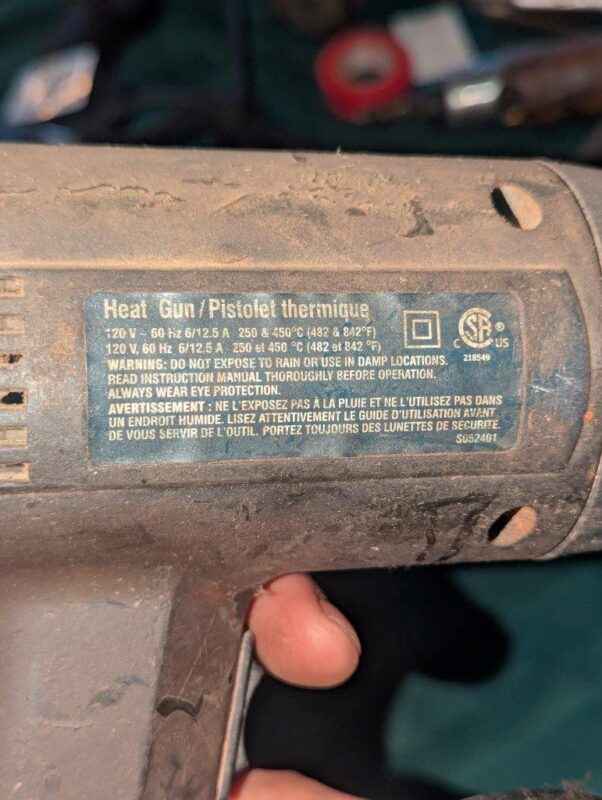 Heat Gun / Pistolet thermique
120 V ~ 60 Hz 6/12.5 A 250 & 450°C (482 & 842°F)
120 V, 60 Hz 6/12.5 A 250 et 450 °C (482 et 842 °F)
WARNING: DO NOT EXPOSE TO RAIN OR USE IN DAMP LOCATIONS.
READ INSTRUCTION MANUAL THOROUGHLY BEFORE OPERATION.
ALWAYS WEAR EYE PROTECTION.
AVERTISSEMENT : NE L'EXPOSEZ PAS À LA PLUIE ET NE L'UTILISEZ PAS DANS
UN ENDROIT HUMIDE. LISEZ ATTENTIVEMENT LE GUIDE D'UTILISATION AVANT
DE VOUS SERVIR DE L'OUTIL. PORTEZ TOUJOURS DES LUNETTES DE SÉCURITÉ.
S052401
C SA ® US
218549